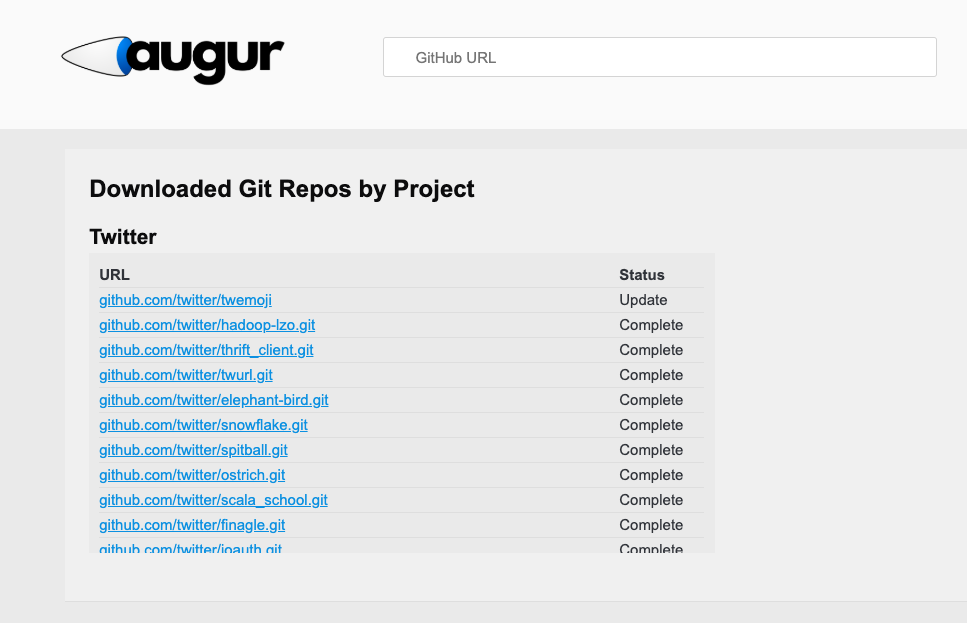 augur
GitHub URL
Downloaded Git Repos by Project
Twitter
URL Status
github.com/twitter/twemoji Update
github.com/twitter/hadoop-lzo.git Complete
github.com/twitter/thrift_client.git Complete
github.com/twitter/twurl.git Complete
github.com/twitter/elephant-bird.git Complete
github.com/twitter/snowflake.git Complete
github.com/twitter/spitball.git Complete
github.com/twitter/ostrich.git Complete
github.com/twitter/scala_school.git Complete
github.com/twitter/finagle.git Complete
github.com/twitter/joauth.git Complete